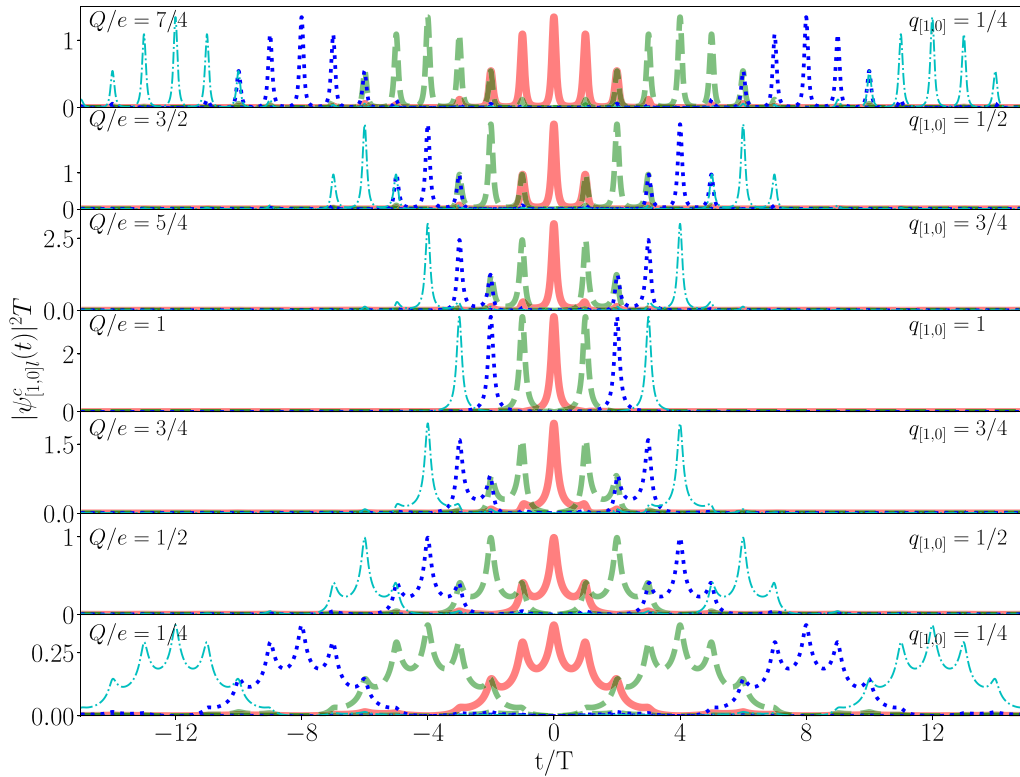 Q/e = 7/4 q[1,0] = 1/4
1
0
Q/e = 3/2 q[1,0] = 1/2
1
0
Q/e = 5/4 q[1,0] = 3/4
2.5
0.0
Q/e = 1 q[1,0] = 1
2
0
Q/e = 3/4 q[1,0] = 3/4
1.5
0.0
Q/e = 1/2 q[1,0] = 1/2
1
0
Q/e = 1/4 q[1,0] = 1/4
0.25
0.00
|ψ^c_{[1,0]l}(t)|²T
−12 −8 −4 0 4 8 12
t/T